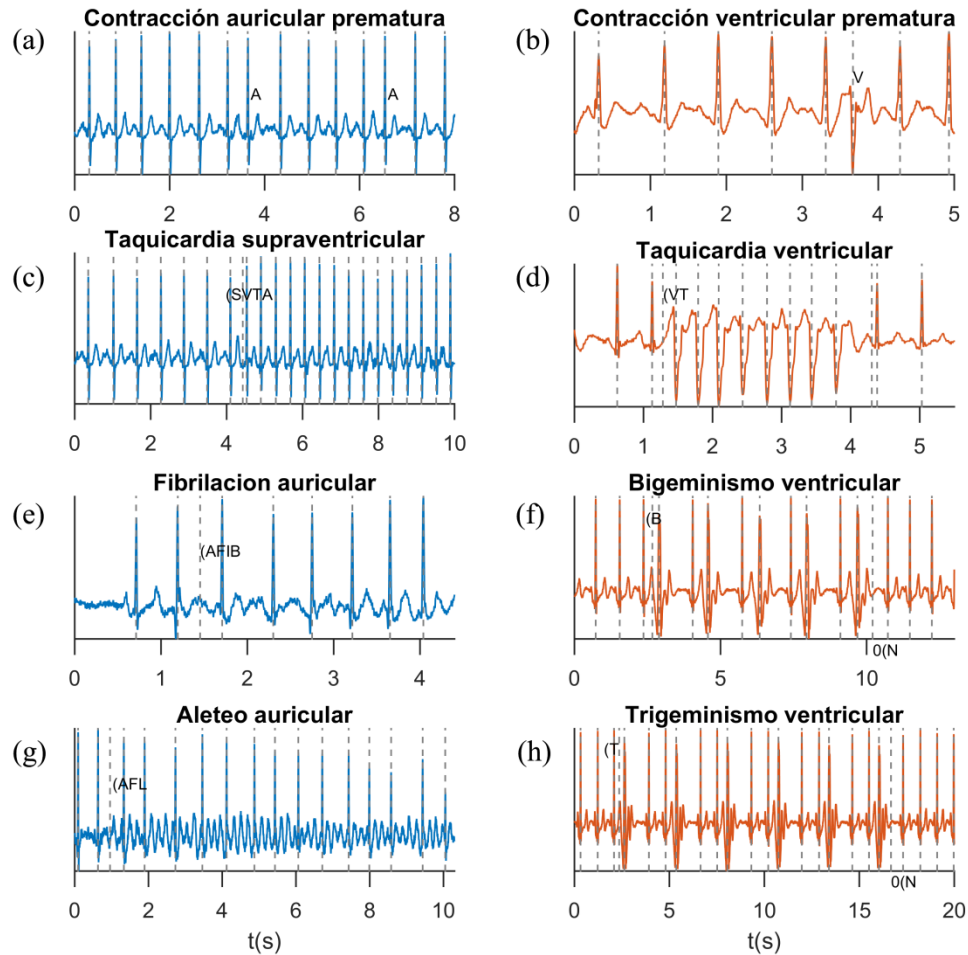 Contracción auricular prematura
(a)
A
A
0 2 4 6 8
Contracción ventricular prematura
(b)
V
0 1 2 3 4 5
Taquicardia supraventricular
(c)
(SVTA
0 2 4 6 8 10
Taquicardia ventricular
(d)
(VT
0 1 2 3 4 5
Fibrilacion auricular
(e)
(AFIB
0 1 2 3 4
Bigeminismo ventricular
(f)
(B
0(N
0 5 10
Aleteo auricular
(g)
(AFL
0 2 4 6 8 10
t(s)
Trigeminismo ventricular
(h)
(T
0(N
0 5 10 15 20
t(s)